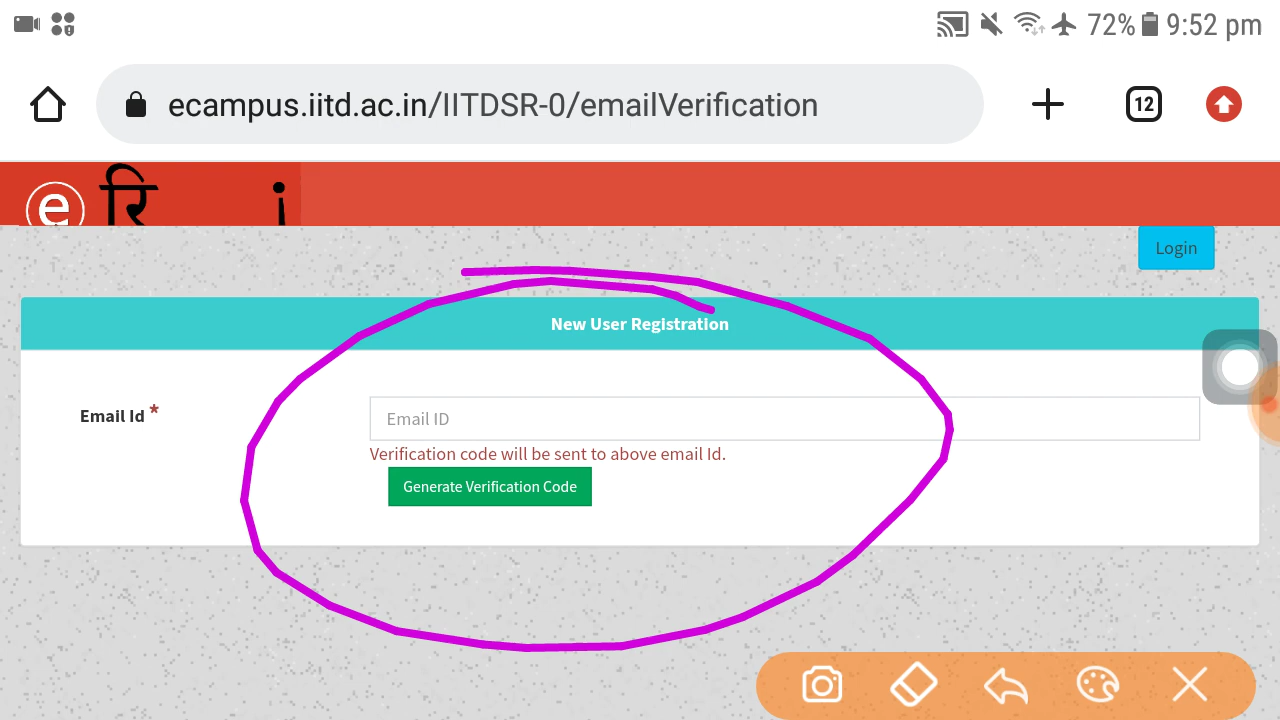 72% 9:52 pm
ecampus.iitd.ac.in/IITDSR-0/emailVerification
12
e रि i
Login
New User Registration
Email Id *
Email ID
Verification code will be sent to above email Id.
Generate Verification Code